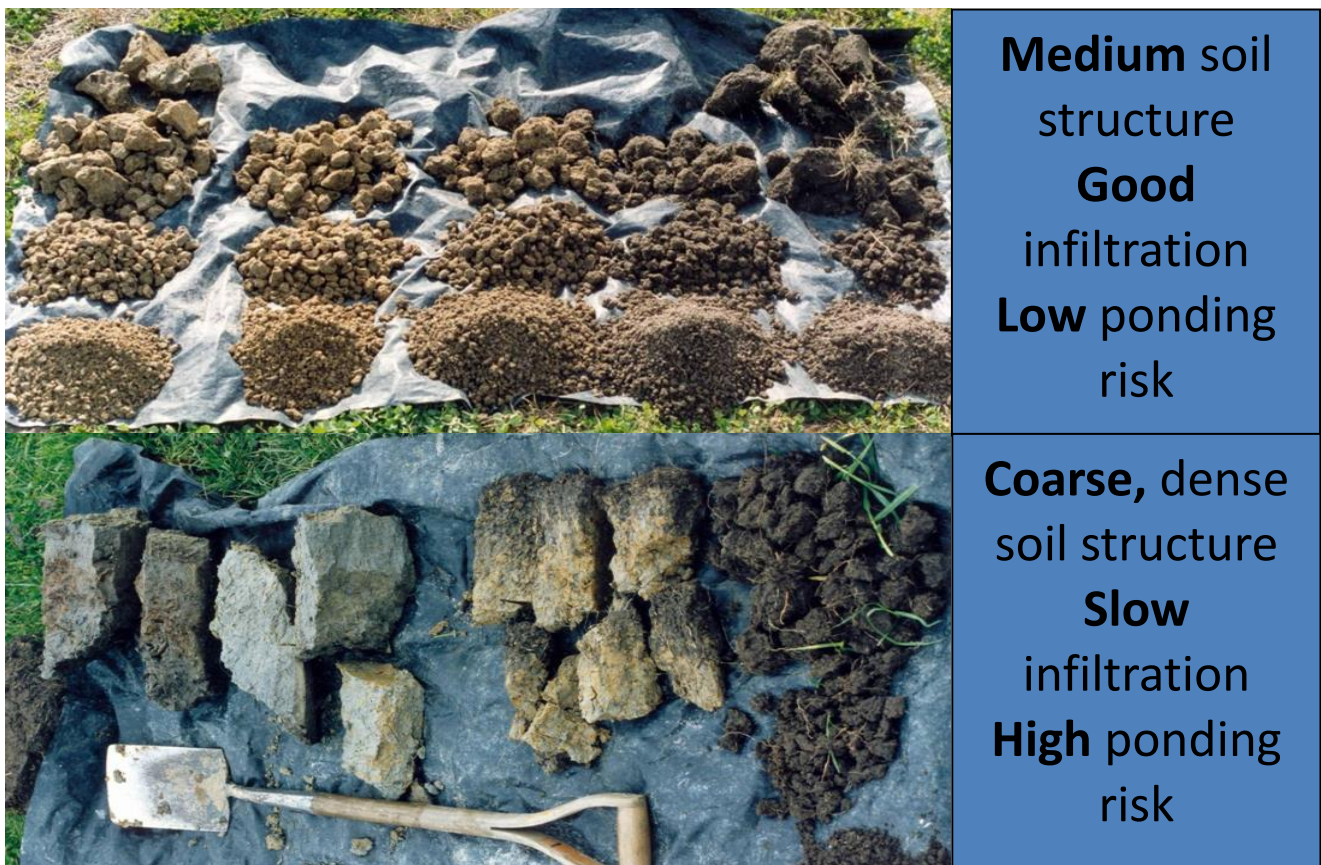 Medium soil
structure
Good
infiltration
Low ponding
risk
Coarse, dense
soil structure
Slow
infiltration
High ponding
risk